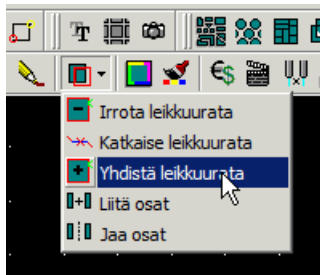 Irrota leikkuurata
Katkaise leikkuurata
Yhdistä leikkuurata
Liitä osat
Jaa osat